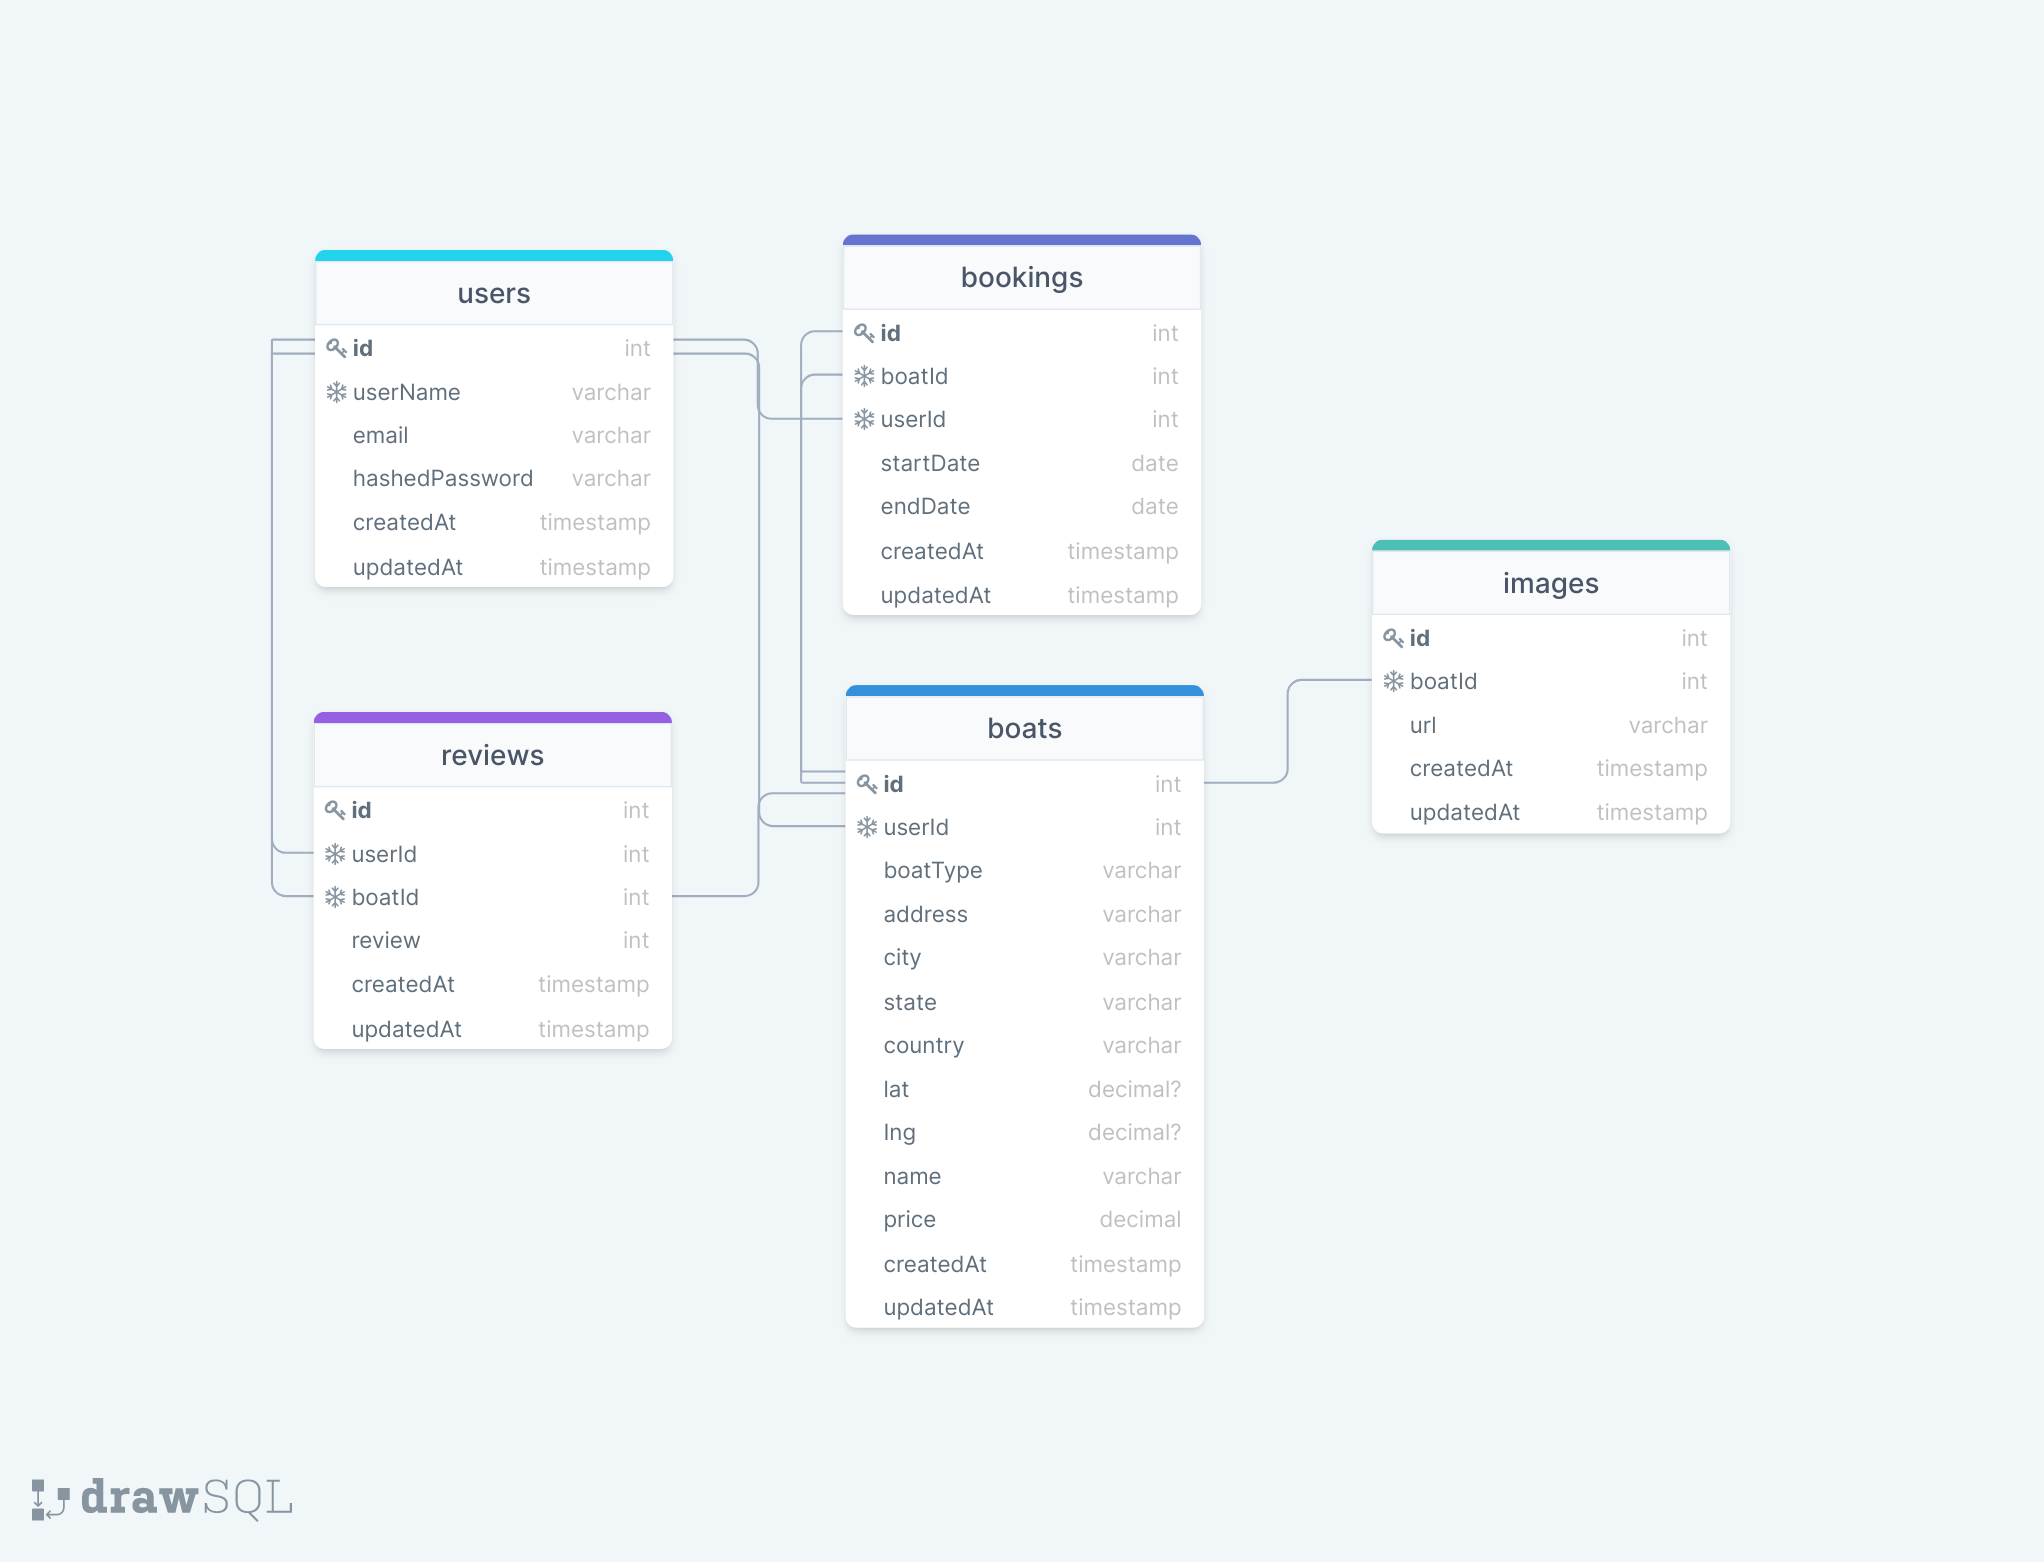 users
id int
userName varchar
email varchar
hashedPassword varchar
createdAt timestamp
updatedAt timestamp
bookings
id int
boatId int
userId int
startDate date
endDate date
createdAt timestamp
updatedAt timestamp
images
id int
boatId int
url varchar
createdAt timestamp
updatedAt timestamp
reviews
id int
userId int
boatId int
review int
createdAt timestamp
updatedAt timestamp
boats
id int
userId int
boatType varchar
address varchar
city varchar
state varchar
country varchar
lat decimal?
lng decimal?
name varchar
price decimal
createdAt timestamp
updatedAt timestamp
drawSQL